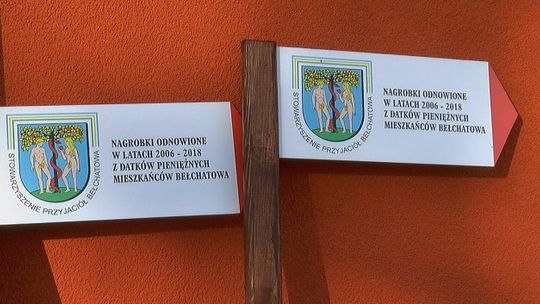 NAGROBKI ODNOWIONE
W LATACH 2006 - 2018
Z DATKÓW PIENIĘŻNYCH
MIESZKAŃCÓW BEŁCHATOWA
STOWARZYSZENIE PRZYJACIÓŁ BEŁCHATOWA
NAGROBKI ODNOWIONE
W LATACH 2006 - 2018
Z DATKÓW PIENIĘŻNYCH
MIESZKAŃCÓW BEŁCHATOWA
STOWARZYSZENIE PRZYJACIÓŁ BEŁCHATOWA